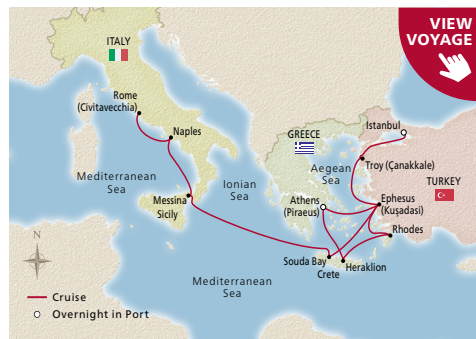 VIEW
VOYAGE
ITALY
Rome
(Civitavecchia)
Naples
GREECE
Istanbul
Troy (Çanakkale)
Aegean
Sea
TURKEY
Mediterranean
Sea
Ionian
Sea
Messina
Sicily
Athens
(Piraeus)
Ephesus
(Kuşadasi)
Rhodes
Souda Bay
Crete
Heraklion
Mediterranean
Sea
N
Cruise
Overnight in Port